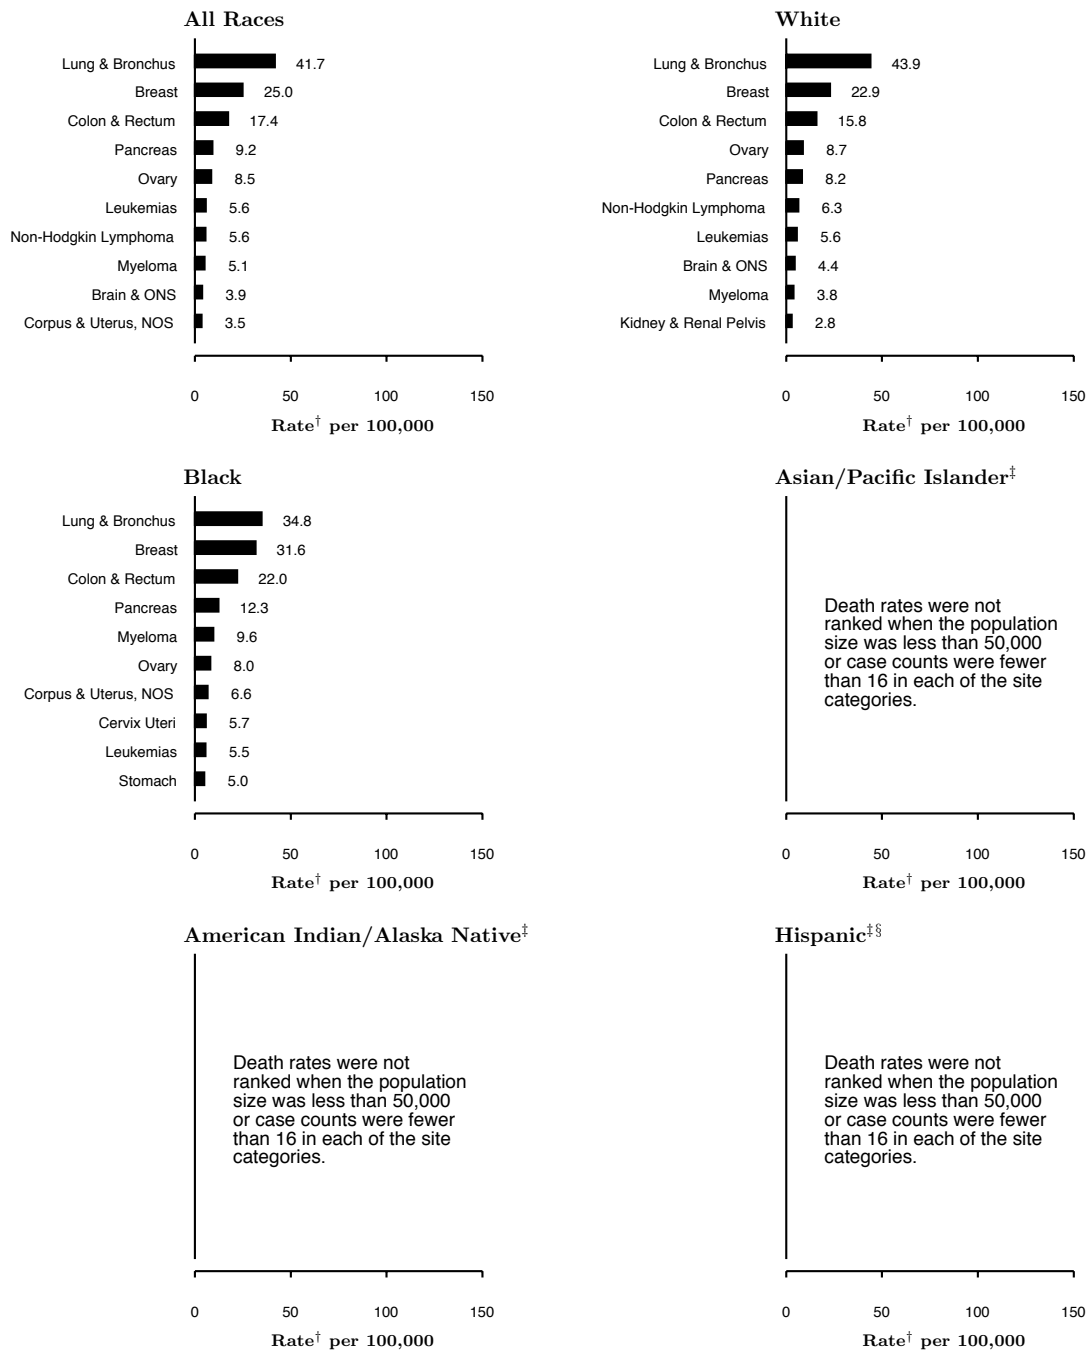 All Races
Lung & Bronchus 41.7
Breast 25.0
Colon & Rectum 17.4
Pancreas 9.2
Ovary 8.5
Leukemias 5.6
Non-Hodgkin Lymphoma 5.6
Myeloma 5.1
Brain & ONS 3.9
Corpus & Uterus, NOS 3.5
0 50 100 150
Rate† per 100,000
White
Lung & Bronchus 43.9
Breast 22.9
Colon & Rectum 15.8
Ovary 8.7
Pancreas 8.2
Non-Hodgkin Lymphoma 6.3
Leukemias 5.6
Brain & ONS 4.4
Myeloma 3.8
Kidney & Renal Pelvis 2.8
0 50 100 150
Rate† per 100,000
Black
Lung & Bronchus 34.8
Breast 31.6
Colon & Rectum 22.0
Pancreas 12.3
Myeloma 9.6
Ovary 8.0
Corpus & Uterus, NOS 6.6
Cervix Uteri 5.7
Leukemias 5.5
Stomach 5.0
0 50 100 150
Rate† per 100,000
Asian/Pacific Islander‡
Death rates were not
ranked when the population
size was less than 50,000
or case counts were fewer
than 16 in each of the site
categories.
0 50 100 150
Rate† per 100,000
American Indian/Alaska Native‡
Death rates were not
ranked when the population
size was less than 50,000
or case counts were fewer
than 16 in each of the site
categories.
0 50 100 150
Rate† per 100,000
Hispanic‡§
Death rates were not
ranked when the population
size was less than 50,000
or case counts were fewer
than 16 in each of the site
categories.
0 50 100 150
Rate† per 100,000